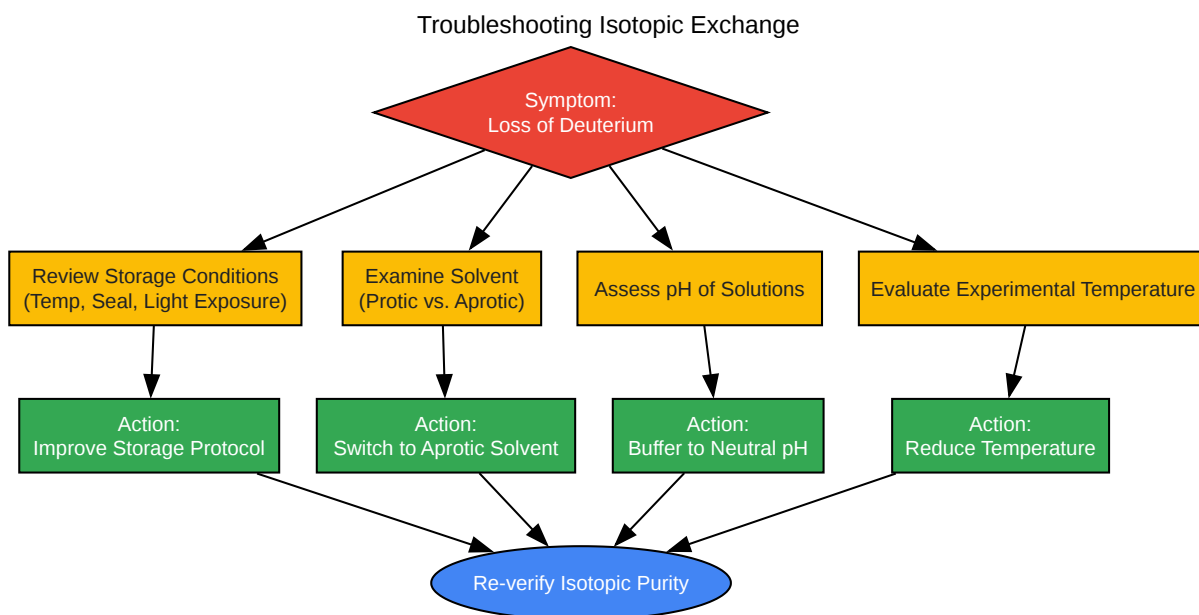 Troubleshooting Isotopic Exchange
Symptom:
Loss of Deuterium
Review Storage Conditions
(Temp, Seal, Light Exposure)
Examine Solvent
(Protic vs. Aprotic)
Assess pH of Solutions
Evaluate Experimental Temperature
Action:
Improve Storage Protocol
Action:
Switch to Aprotic Solvent
Action:
Buffer to Neutral pH
Action:
Reduce Temperature
Re-verify Isotopic Purity